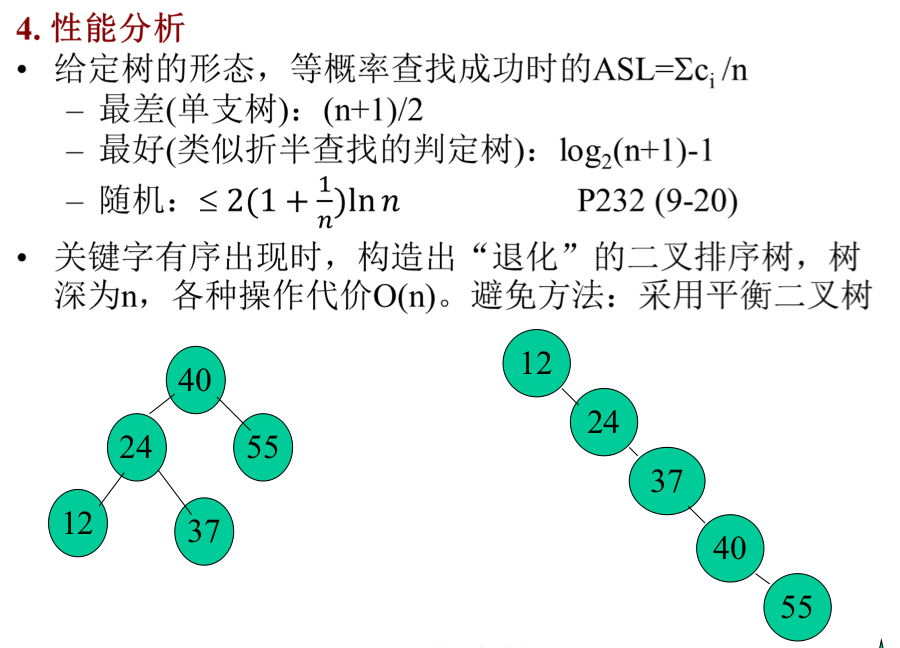 4. 性能分析
• 给定树的形态，等概率查找成功时的ASL=Σcᵢ /n
– 最差(单支树)：(n+1)/2
– 最好(类似折半查找的判定树)：log₂(n+1)-1
– 随机：≤ 2(1 + 1/n)ln n P232 (9-20)
• 关键字有序出现时，构造出“退化”的二叉排序树，树
深为n，各种操作代价O(n)。避免方法：采用平衡二叉树
40
24 55
12 37
12
24
37
40
55